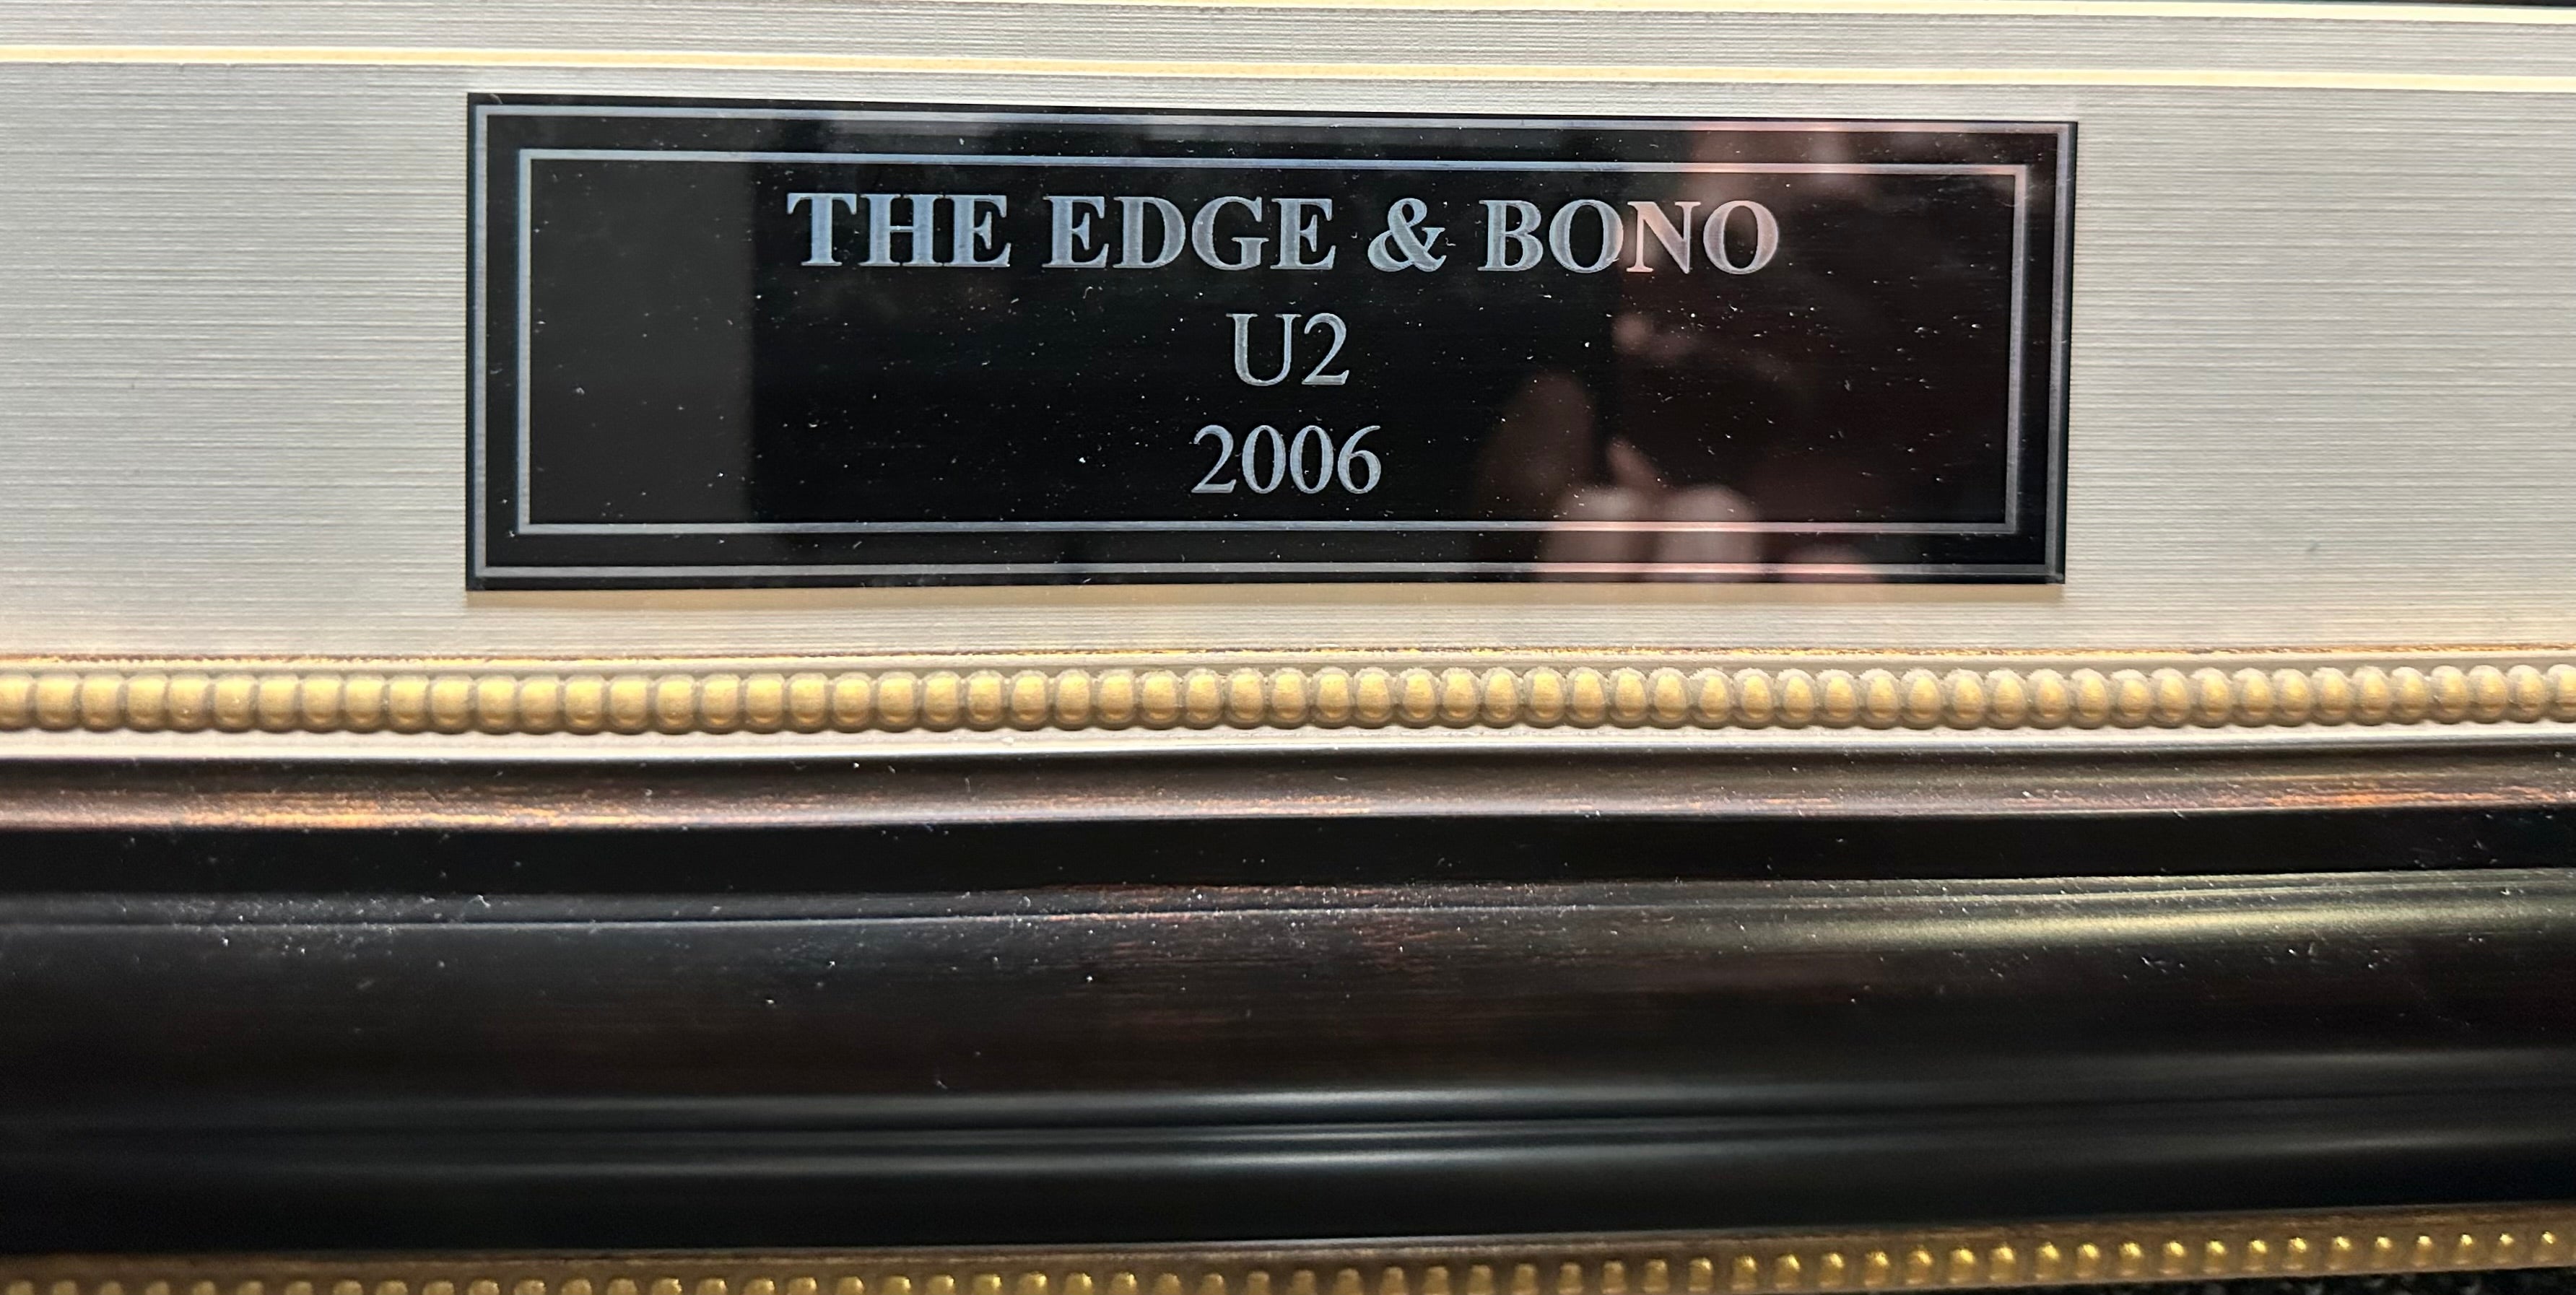 THE EDGE & BONO
U2
2006